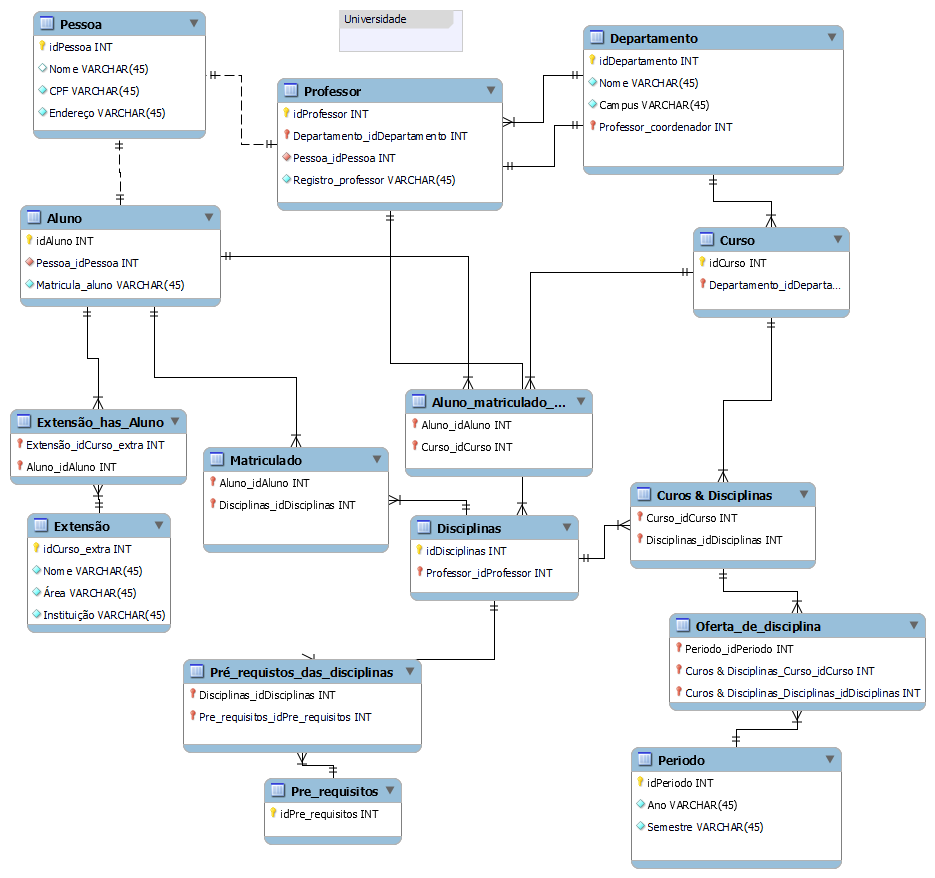 Universidade
Pessoa
idPessoa INT
Nome VARCHAR(45)
CPF VARCHAR(45)
Endereço VARCHAR(45)
Professor
idProfessor INT
Departamento_idDepartamento INT
Pessoa_idPessoa INT
Registro_professor VARCHAR(45)
Departamento
idDepartamento INT
Nome VARCHAR(45)
Campus VARCHAR(45)
Professor_coordenador INT
Aluno
idAluno INT
Pessoa_idPessoa INT
Matricula_aluno VARCHAR(45)
Curso
idCurso INT
Departamento_idDeparta...
Extensão_has_Aluno
Extensão_idCurso_extra INT
Aluno_idAluno INT
Matriculado
Aluno_idAluno INT
Disciplinas_idDisciplinas INT
Aluno_matriculado_...
Aluno_idAluno INT
Curso_idCurso INT
Curos & Disciplinas
Curso_idCurso INT
Disciplinas_idDisciplinas INT
Extensão
idCurso_extra INT
Nome VARCHAR(45)
Área VARCHAR(45)
Instituição VARCHAR(45)
Disciplinas
idDisciplinas INT
Professor_idProfessor INT
Oferta_de_disciplina
Periodo_idPeriodo INT
Curos & Disciplinas_Curso_idCurso INT
Curos & Disciplinas_Disciplinas_idDisciplinas INT
Pré_requistos_das_disciplinas
Disciplinas_idDisciplinas INT
Pre_requisitos_idPre_requisitos INT
Periodo
idPeriodo INT
Ano VARCHAR(45)
Semestre VARCHAR(45)
Pre_requisitos
idPre_requisitos INT